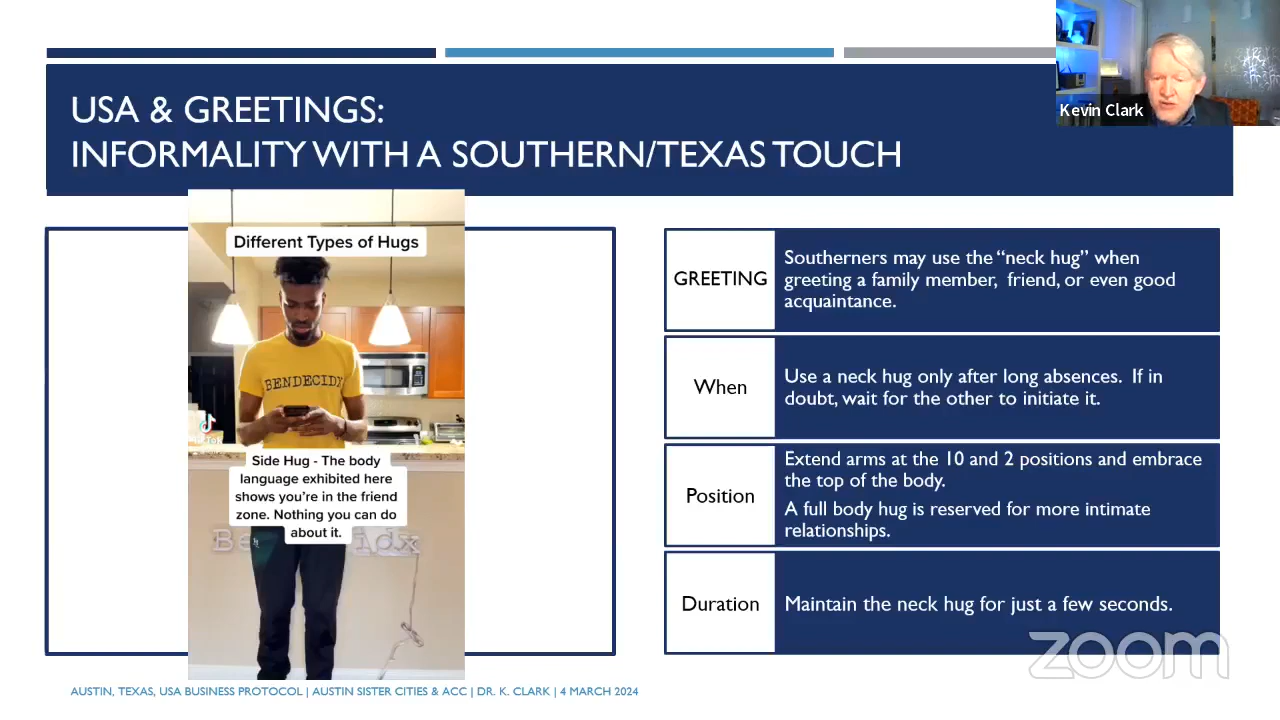 USA & GREETINGS:
INFORMALITY WITH A SOUTHERN/TEXAS TOUCH
Kevin Clark
Different Types of Hugs
BENDECIDX
Side Hug - The body
language exhibited here
shows you're in the friend
zone. Nothing you can do
about it.
GREETING
Southerners may use the “neck hug” when
greeting a family member, friend, or even good
acquaintance.
When
Use a neck hug only after long absences. If in
doubt, wait for the other to initiate it.
Position
Extend arms at the 10 and 2 positions and embrace
the top of the body.
A full body hug is reserved for more intimate
relationships.
Duration
Maintain the neck hug for just a few seconds.
zoom
AUSTIN, TEXAS, USA BUSINESS PROTOCOL | AUSTIN SISTER CITIES & ACC | DR. K. CLARK | 4 MARCH 2024